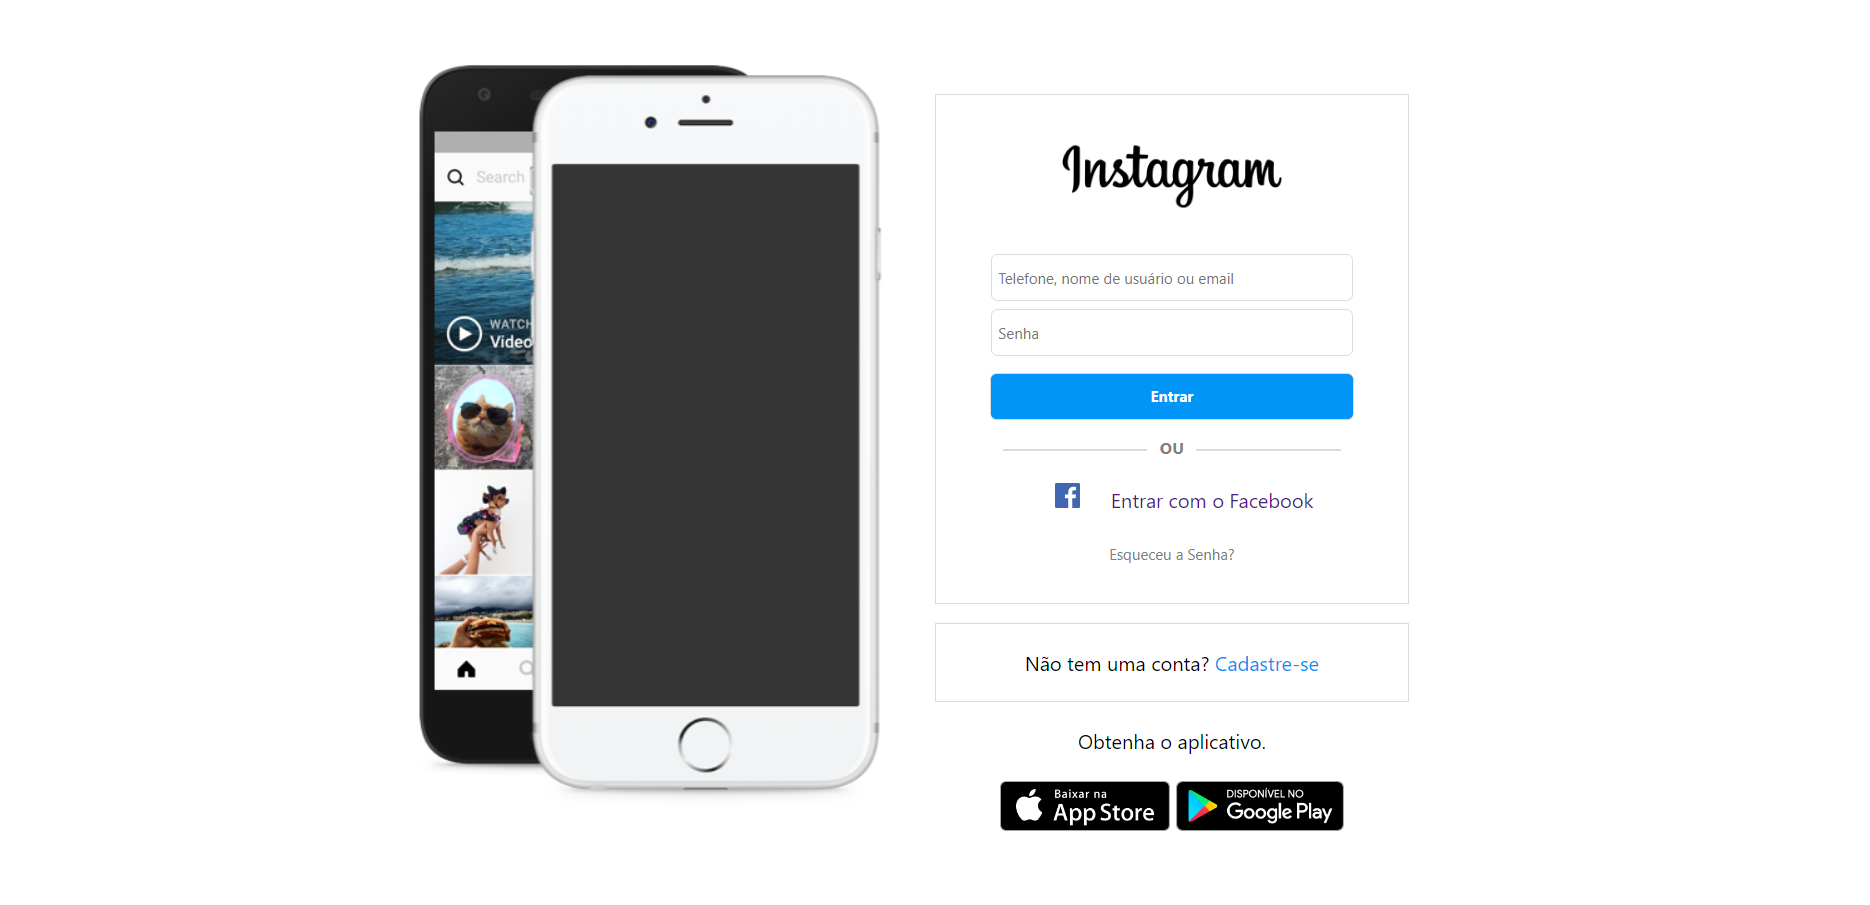 Search
WATCH
Video
Instagram
Telefone, nome de usuário ou email
Senha
Entrar
OU
Entrar com o Facebook
Esqueceu a Senha?
Não tem uma conta? Cadastre-se
Obtenha o aplicativo.
Baixar na
App Store
DISPONÍVEL NO
Google Play